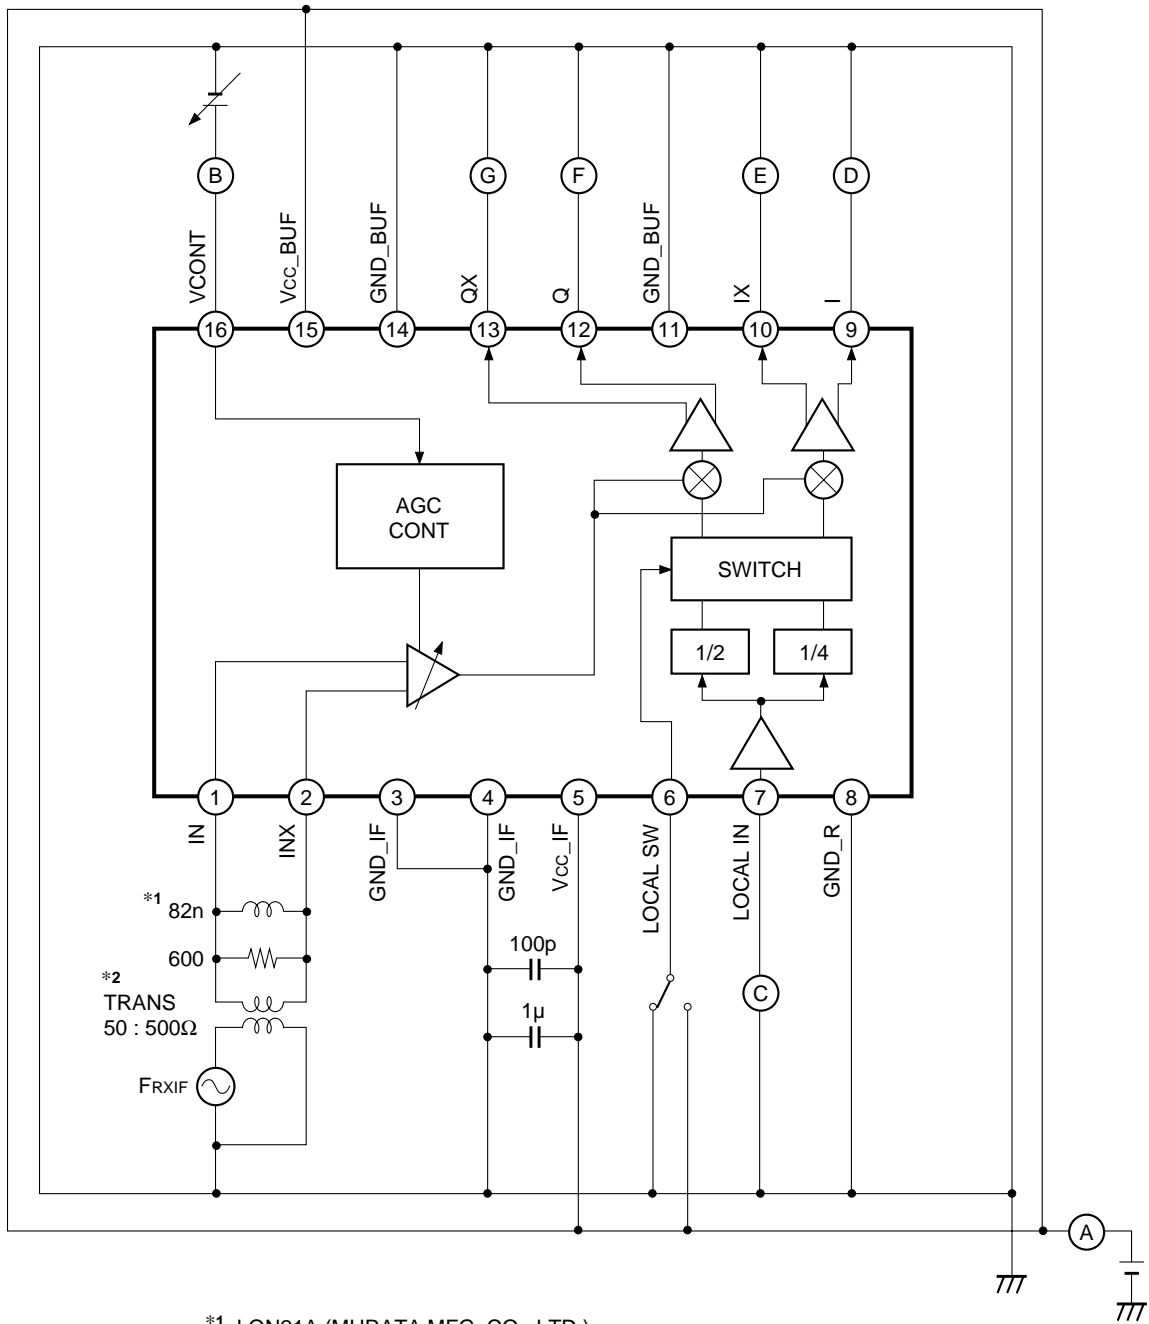 B
G
F
E
D
VCONT
VCC_BUF
GND_BUF
QX
Q
GND_BUF
IX
I
16
15
14
13
12
11
10
9
AGC
CONT
SWITCH
1/2
1/4
1
2
3
4
5
6
7
8
IN
INX
GND_IF
GND_IF
VCC_IF
LOCAL SW
LOCAL IN
GND_R
*1 82n
600
*2
TRANS
50 : 500Ω
FRXIF
100p
1µ
C
A
*1